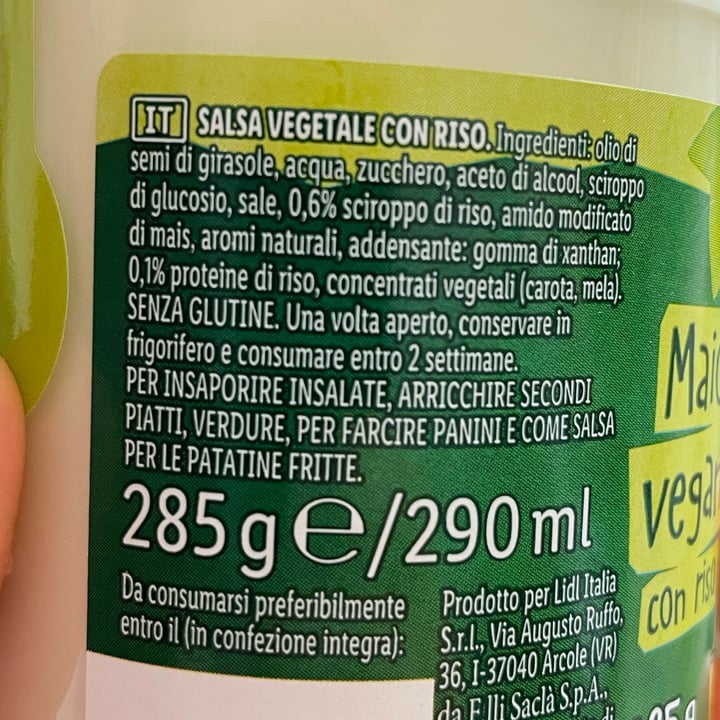 IT SALSA VEGETALE CON RISO. Ingredienti: olio di
semi di girasole, acqua, zucchero, aceto di alcool, sciroppo
di glucosio, sale, 0,6% sciroppo di riso, amido modificato
di mais, aromi naturali, addensante: gomma di xanthan;
0,1% proteine di riso, concentrati vegetali (carota, mela).
SENZA GLUTINE. Una volta aperto, conservare in
frigorifero e consumare entro 2 settimane.
PER INSAPORIRE INSALATE, ARRICCHIRE SECONDI
PIATTI, VERDURE, PER FARCIRE PANINI E COME SALSA
PER LE PATATINE FRITTE.
285 g e/290 ml
Da consumarsi preferibilmente
entro il (in confezione integra):
Prodotto per Lidl Italia
S.r.l., Via Augusto Ruffo,
36, I-37040 Arcole (VR)
da F.lli Saclà S.p.A.,
con